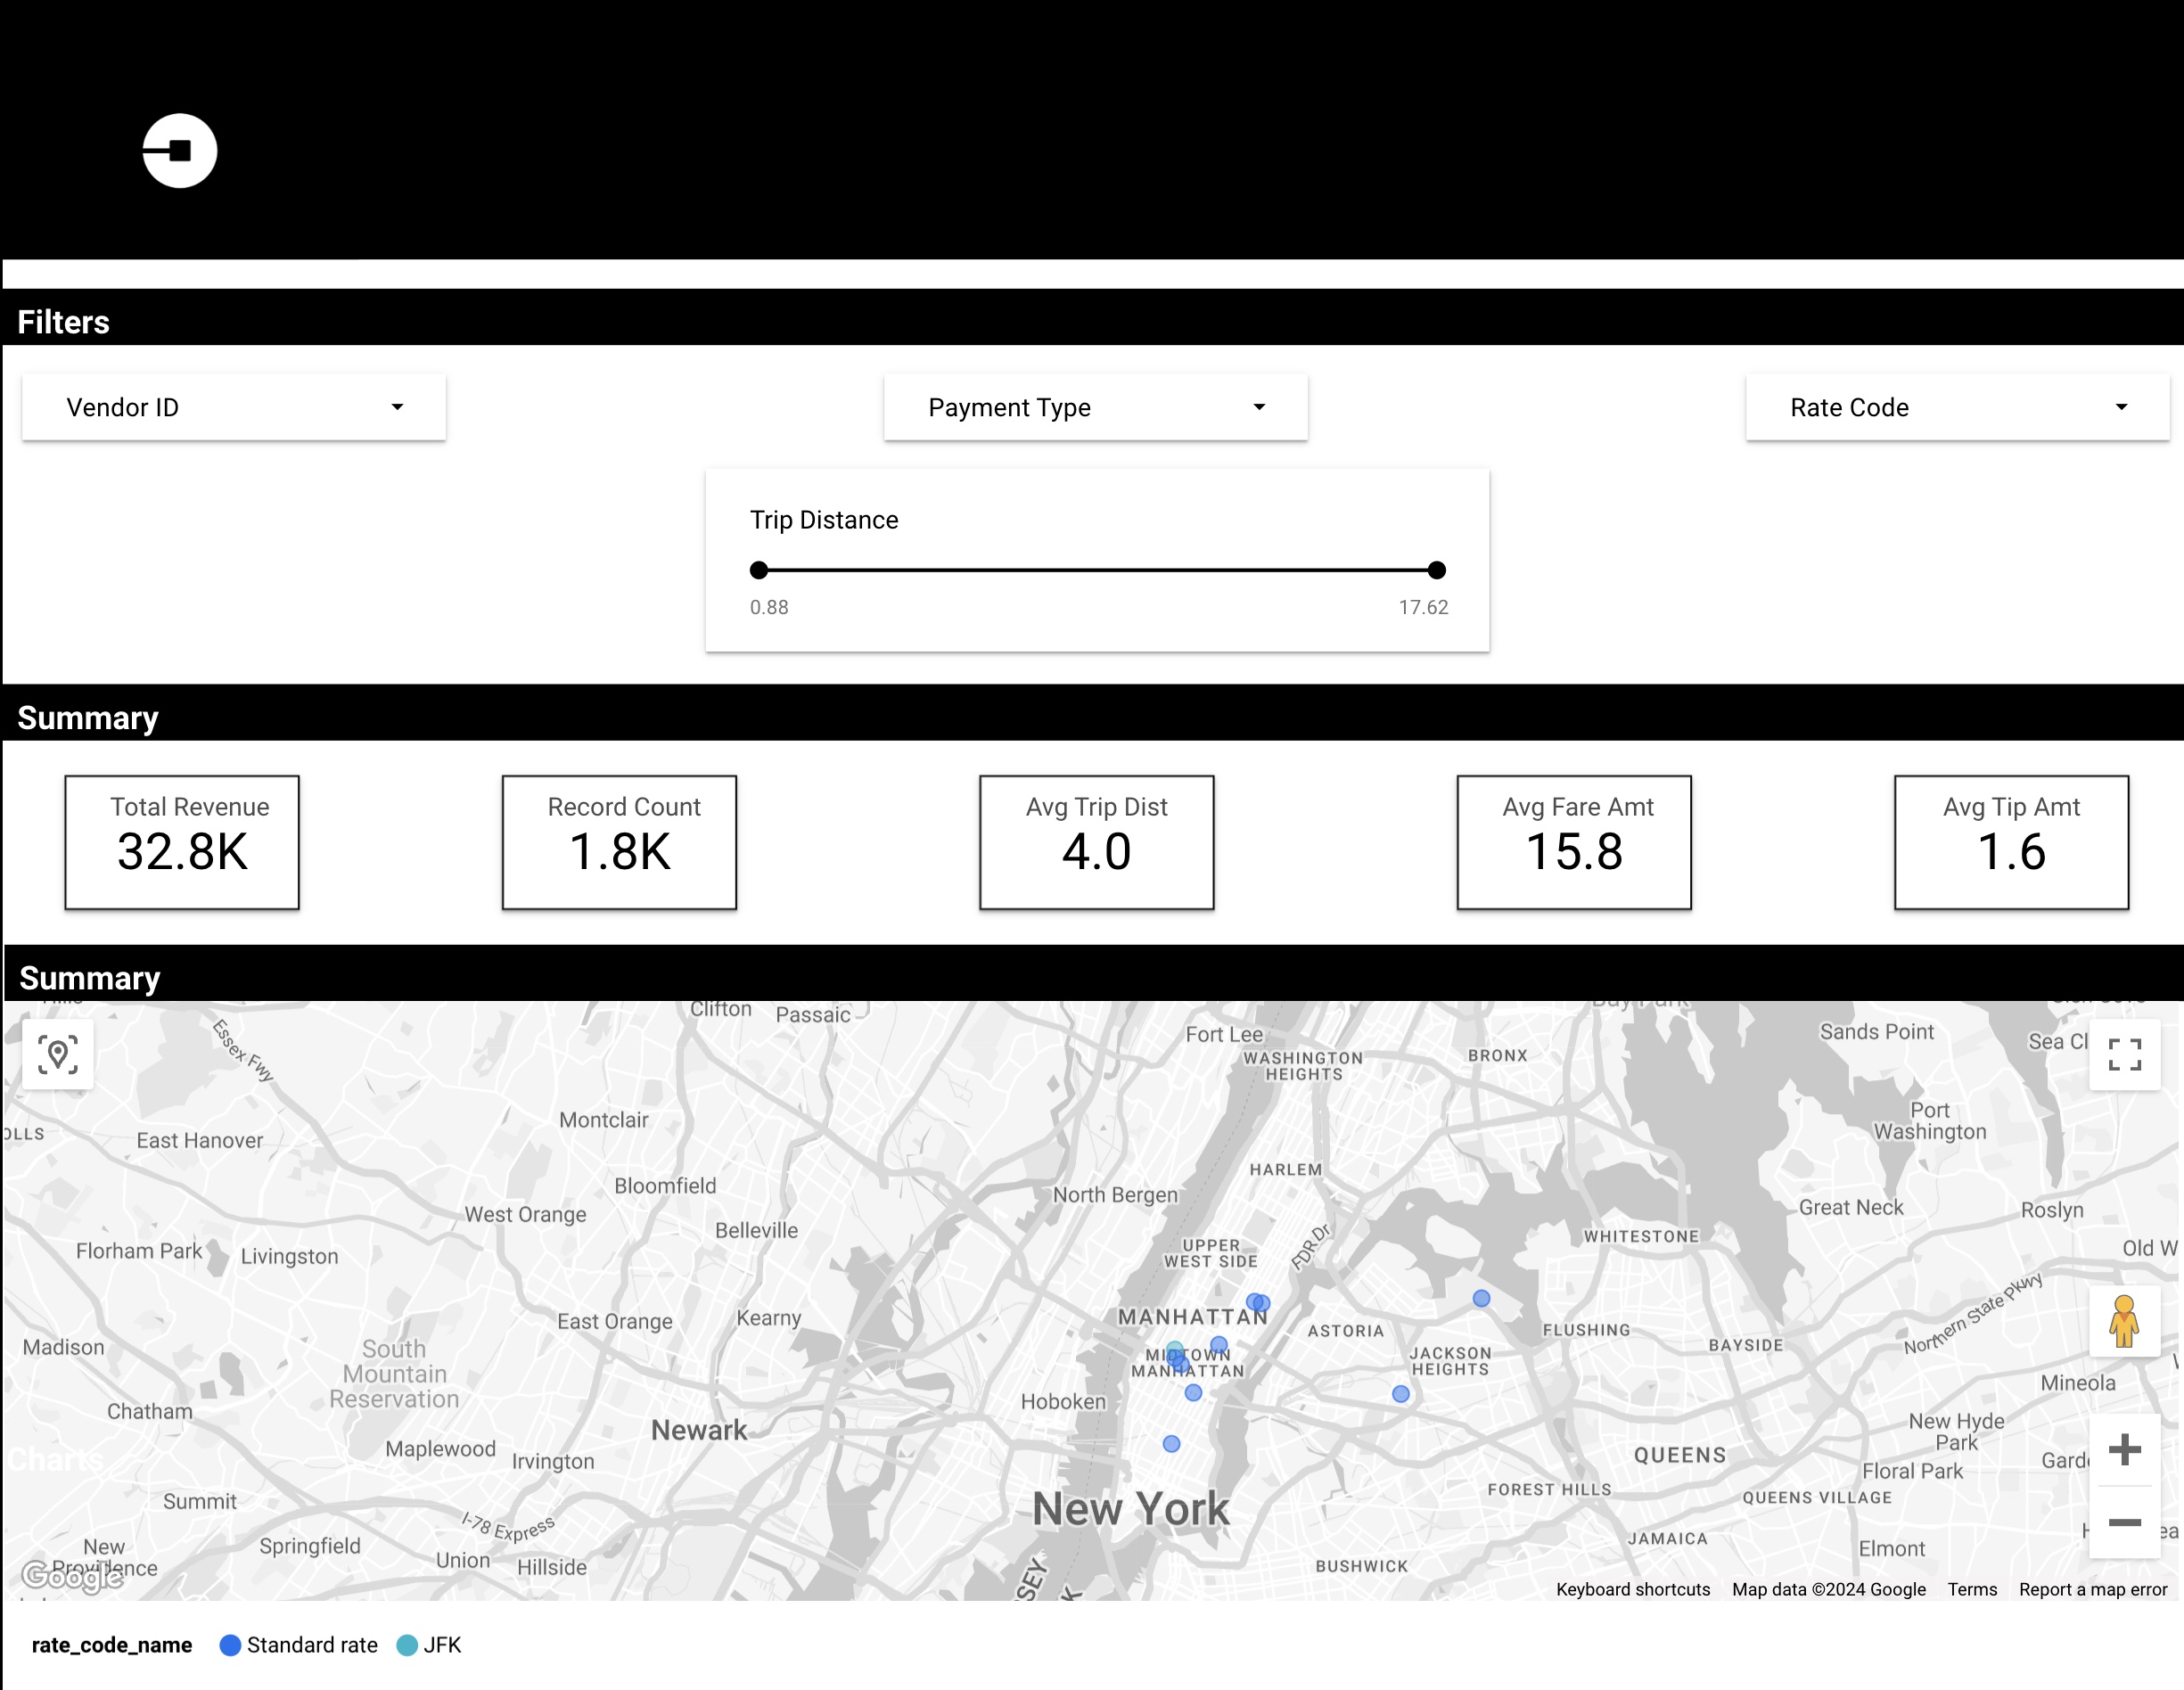 Filters
Vendor ID
Payment Type
Rate Code
Trip Distance
0.88
17.62
Summary
Total Revenue
32.8K
Record Count
1.8K
Avg Trip Dist
4.0
Avg Fare Amt
15.8
Avg Tip Amt
1.6
Summary
Clifton
Passaic
Fort Lee
WASHINGTON
HEIGHTS
BRONX
Sands Point
Sea Cl
Essex Fwy
Montclair
Port
Washington
OLLS
East Hanover
HARLEM
Bloomfield
North Bergen
Great Neck
Roslyn
West Orange
Belleville
WHITESTONE
Florham Park
Livingston
UPPER
WEST SIDE
FDR Dr
Old W
East Orange
Kearny
MANHATTAN
ASTORIA
FLUSHING
BAYSIDE
Northern State Pkwy
Madison
South
Mountain
Reservation
MIDTOWN
MANHATTAN
JACKSON
HEIGHTS
Mineola
Chatham
Hoboken
Newark
New Hyde
Park
Maplewood
Irvington
Charts
QUEENS
Garde
Floral Park
Summit
FOREST HILLS
QUEENS VILLAGE
New York
I-78 Express
Springfield
Union
Hillside
JAMAICA
Elmont
New
Providence
Google
BUSHWICK
SEY
Keyboard shortcuts
Map data ©2024 Google
Terms
Report a map error
rate_code_name
Standard rate
JFK